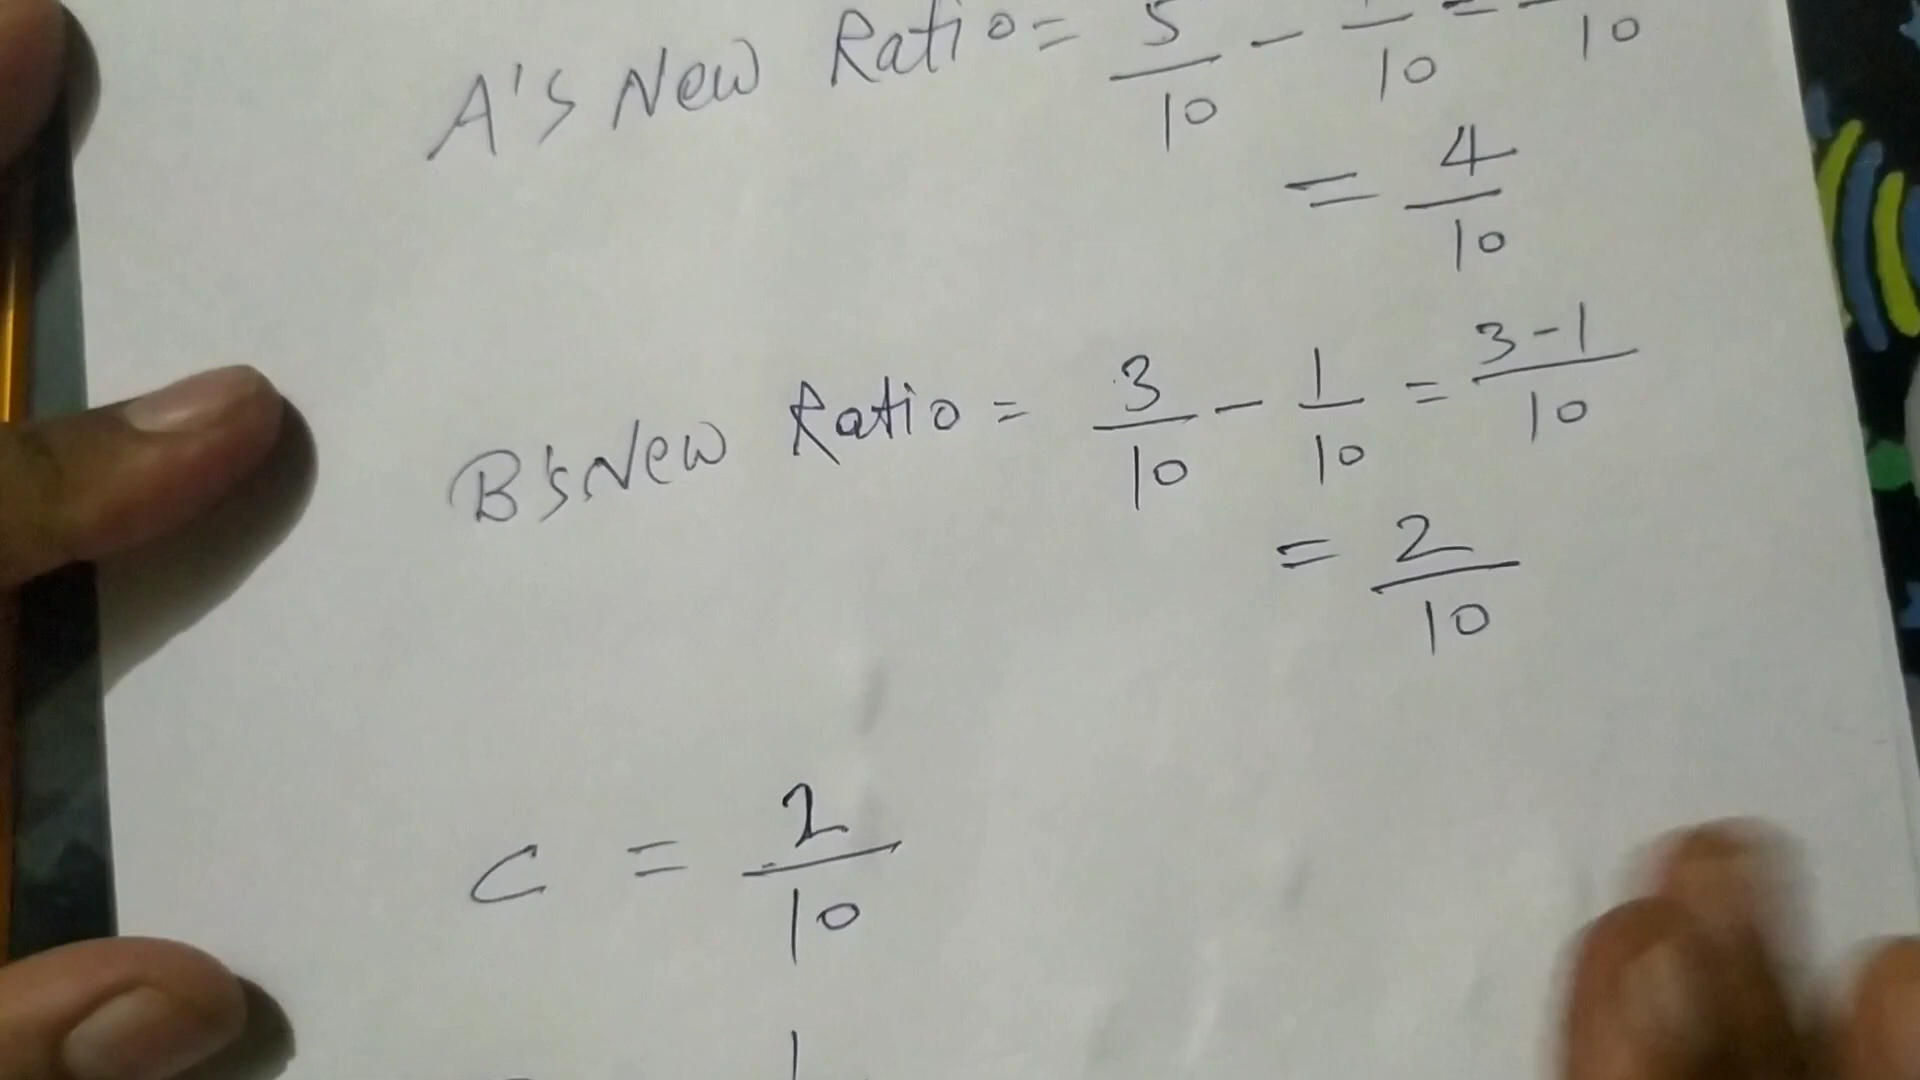 A's New Ratio = 5/10 - 1/10 = /10
= 4/10
B's New Ratio = 3/10 - 1/10 = 3-1/10
= 2/10
C = 2/10